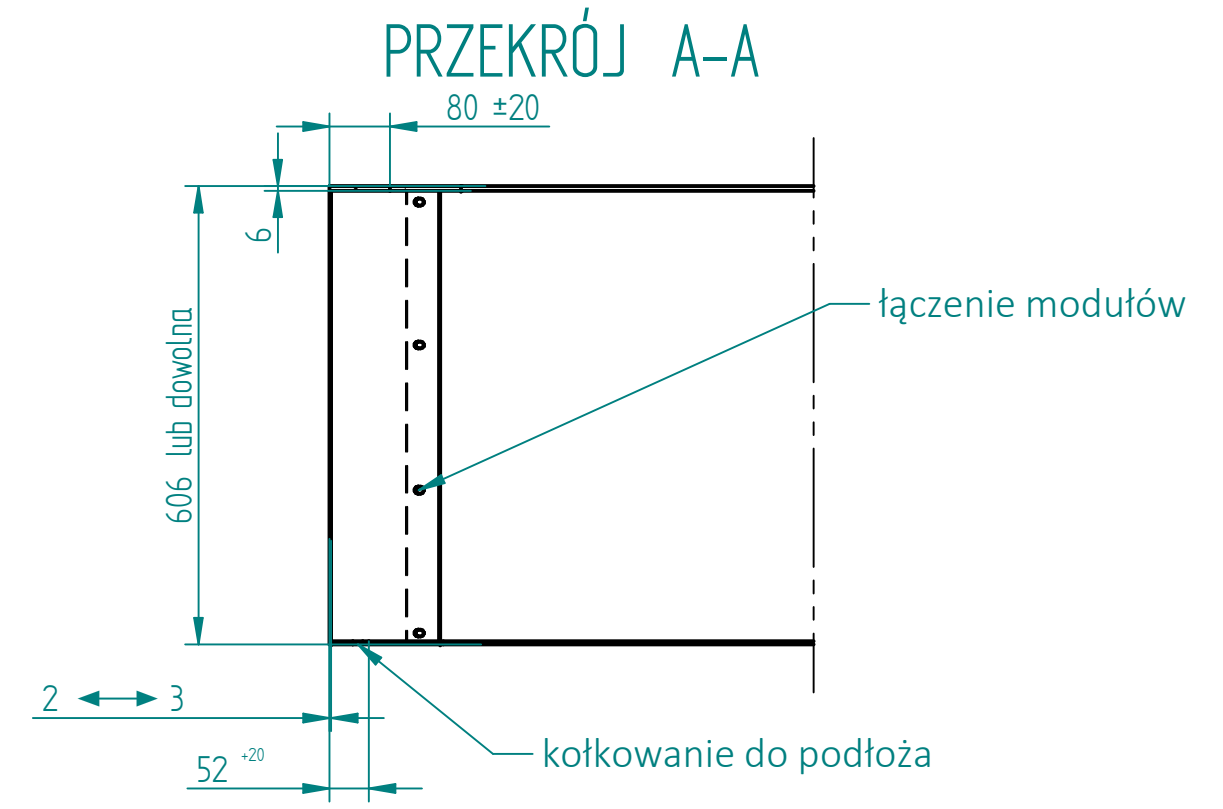 PRZEKRÓJ A-A
80 ±20
6
606 lub dowolna
łączenie modułów
2 3
52 +20
kołkowanie do podłoża